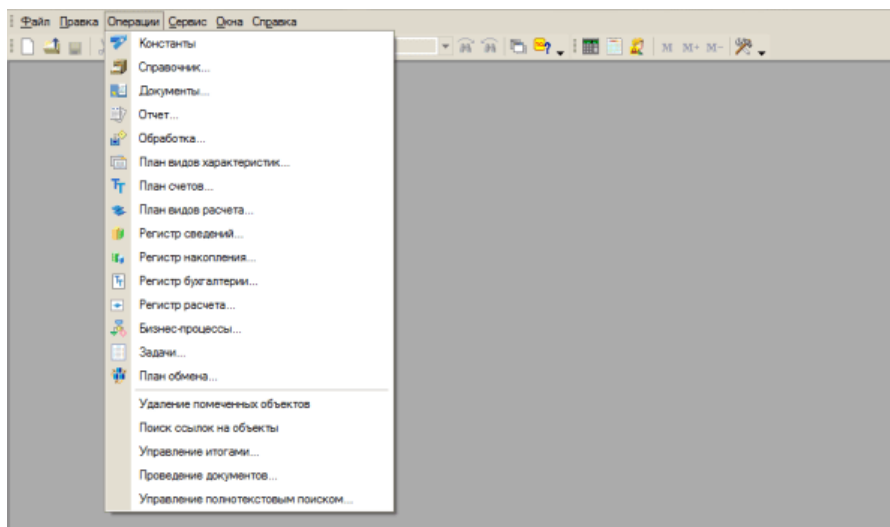 Файл Правка Операции Сервис Окна Справка
M M+ M-
Константы
Справочник...
Документы...
Отчет...
Обработка...
План видов характеристик...
План счетов...
План видов расчета...
Регистр сведений...
Регистр накопления...
Регистр бухгалтерии...
Регистр расчета...
Бизнес-процессы...
Задачи...
План обмена...
Удаление помеченных объектов
Поиск ссылок на объекты
Управление итогами...
Проведение документов...
Управление полнотекстовым поиском...